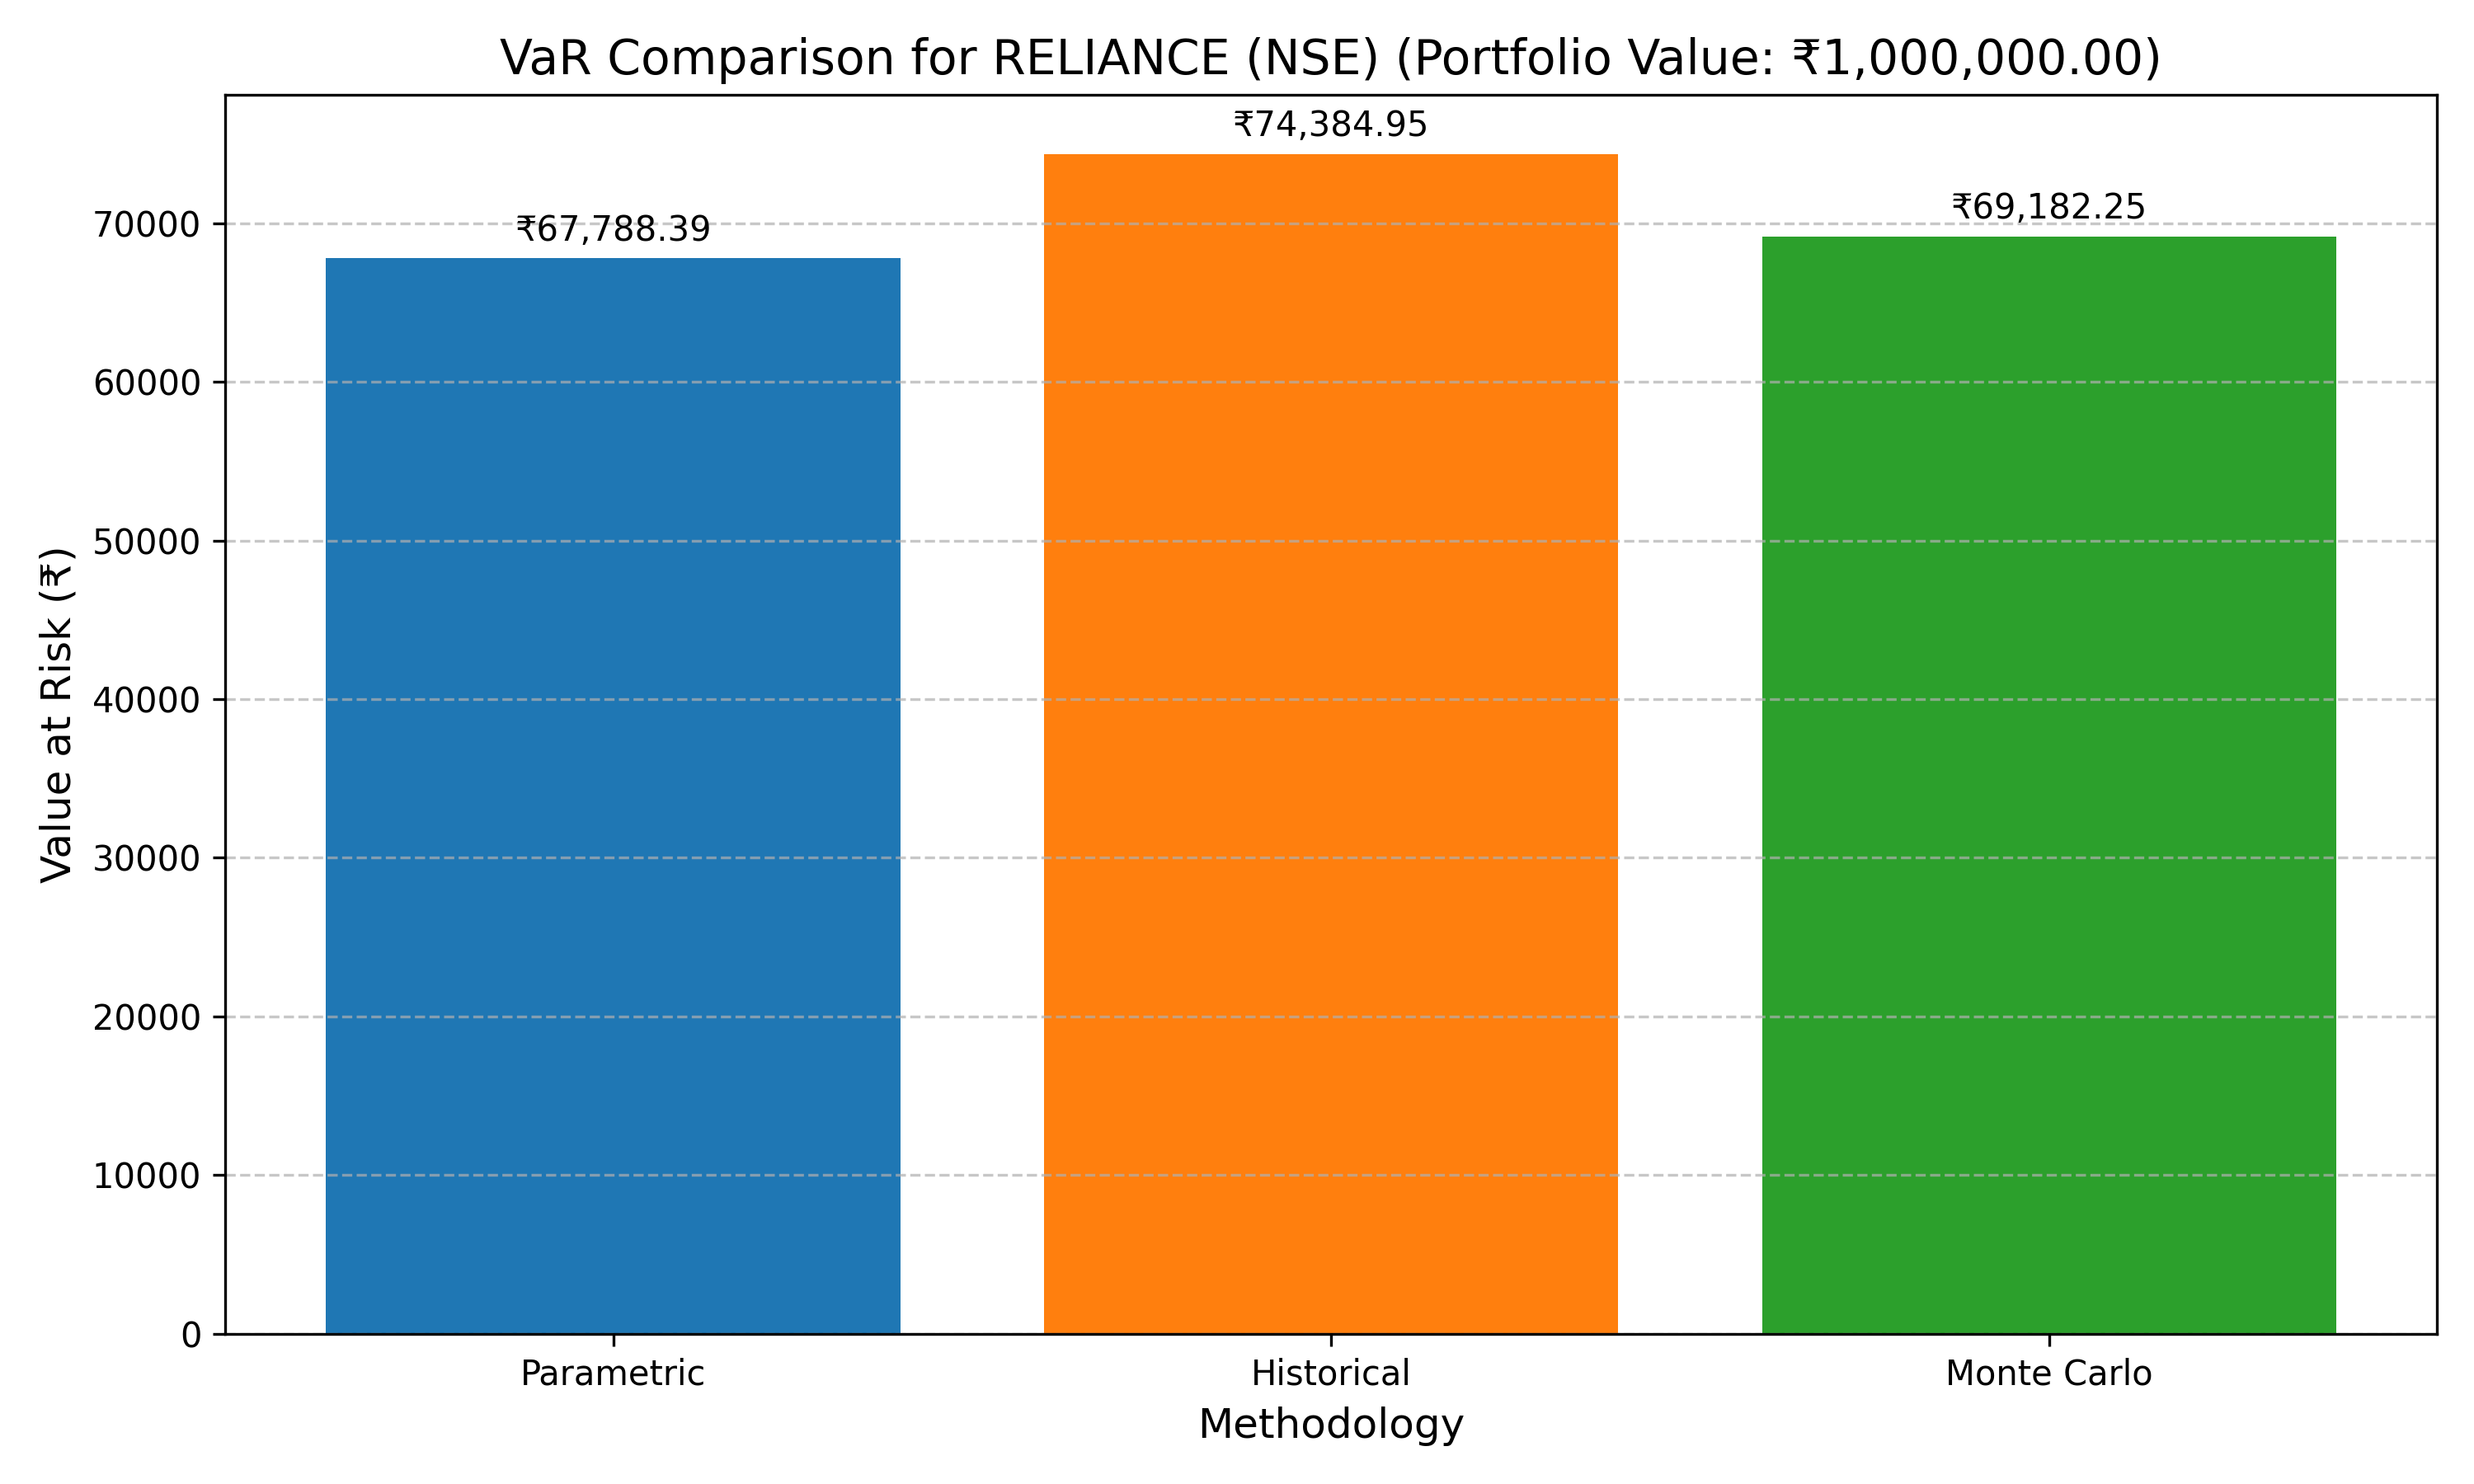 VaR Comparison for RELIANCE (NSE) (Portfolio Value: ₹1,000,000.00)
₹74,384.95
₹69,182.25
₹67,788.39
70000
60000
50000
40000
30000
20000
10000
0
Value at Risk (₹)
Parametric
Historical
Monte Carlo
Methodology